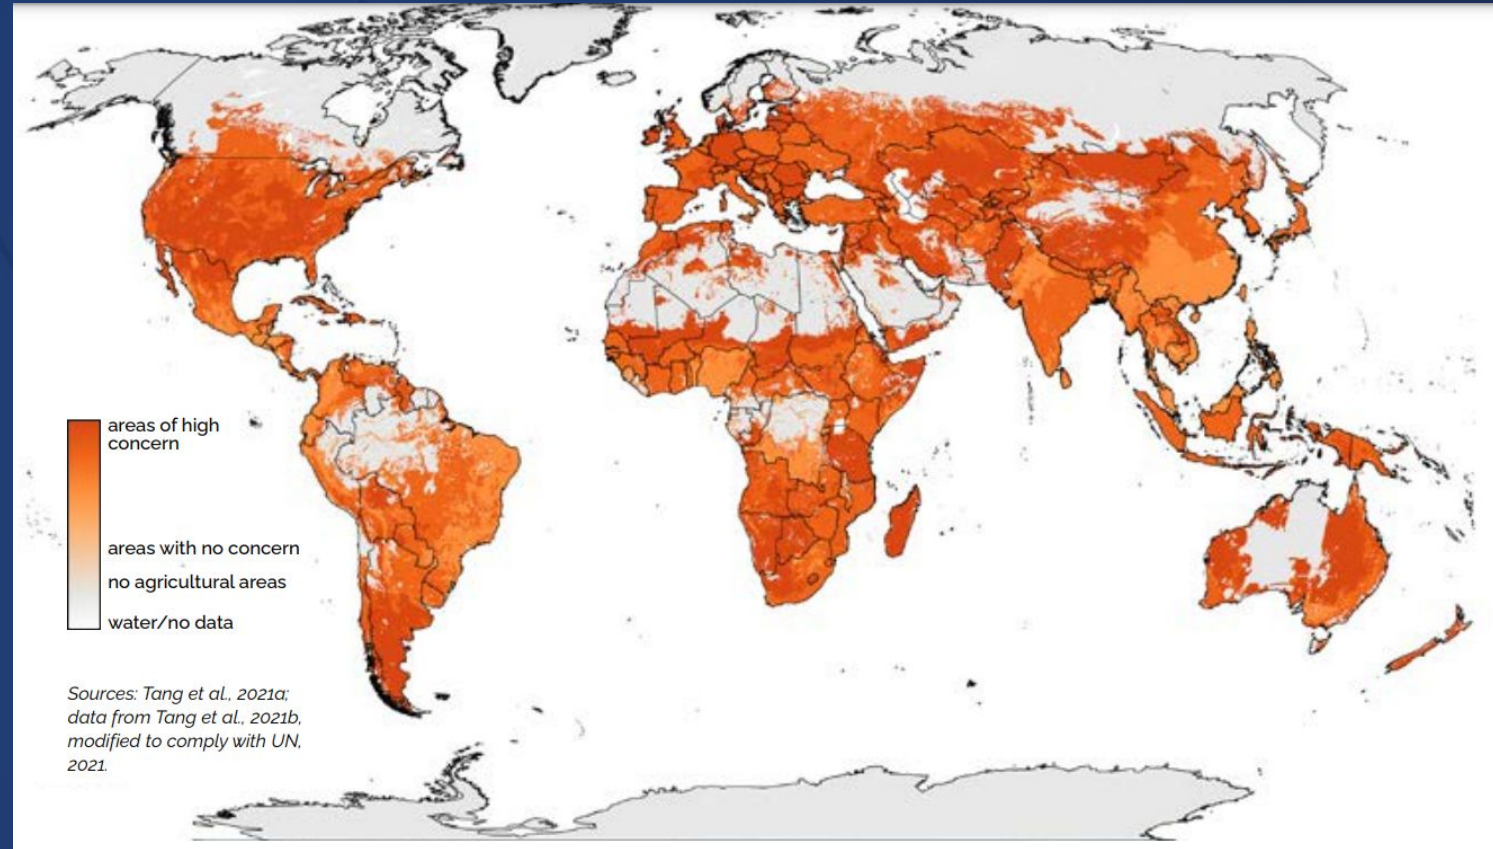 areas of high
concern
areas with no concern
no agricultural areas
water/no data
Sources: Tang et al., 2021a;
data from Tang et al., 2021b,
modified to comply with UN,
2021.